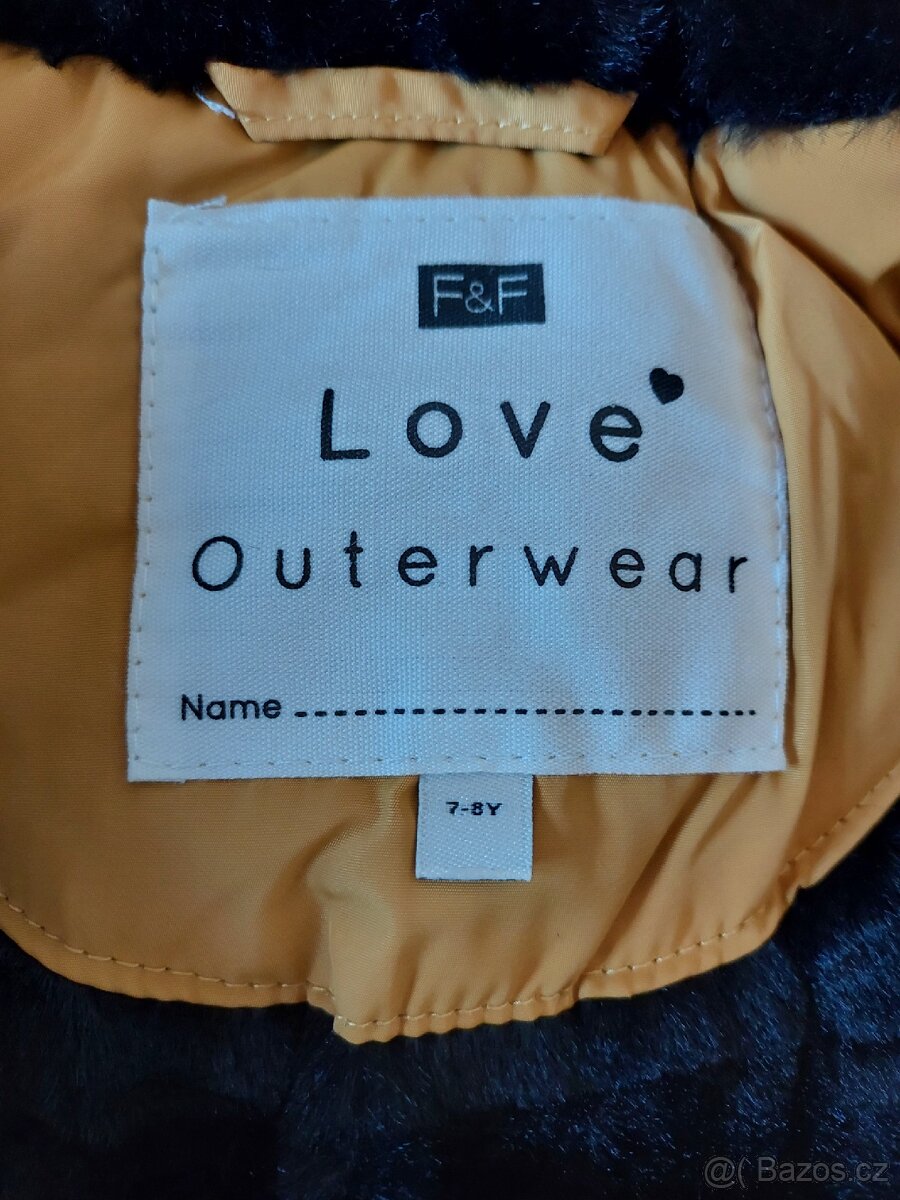 F&F
Love
Outerwear
Name ................................................
7-8Y
@( Bazos.cz